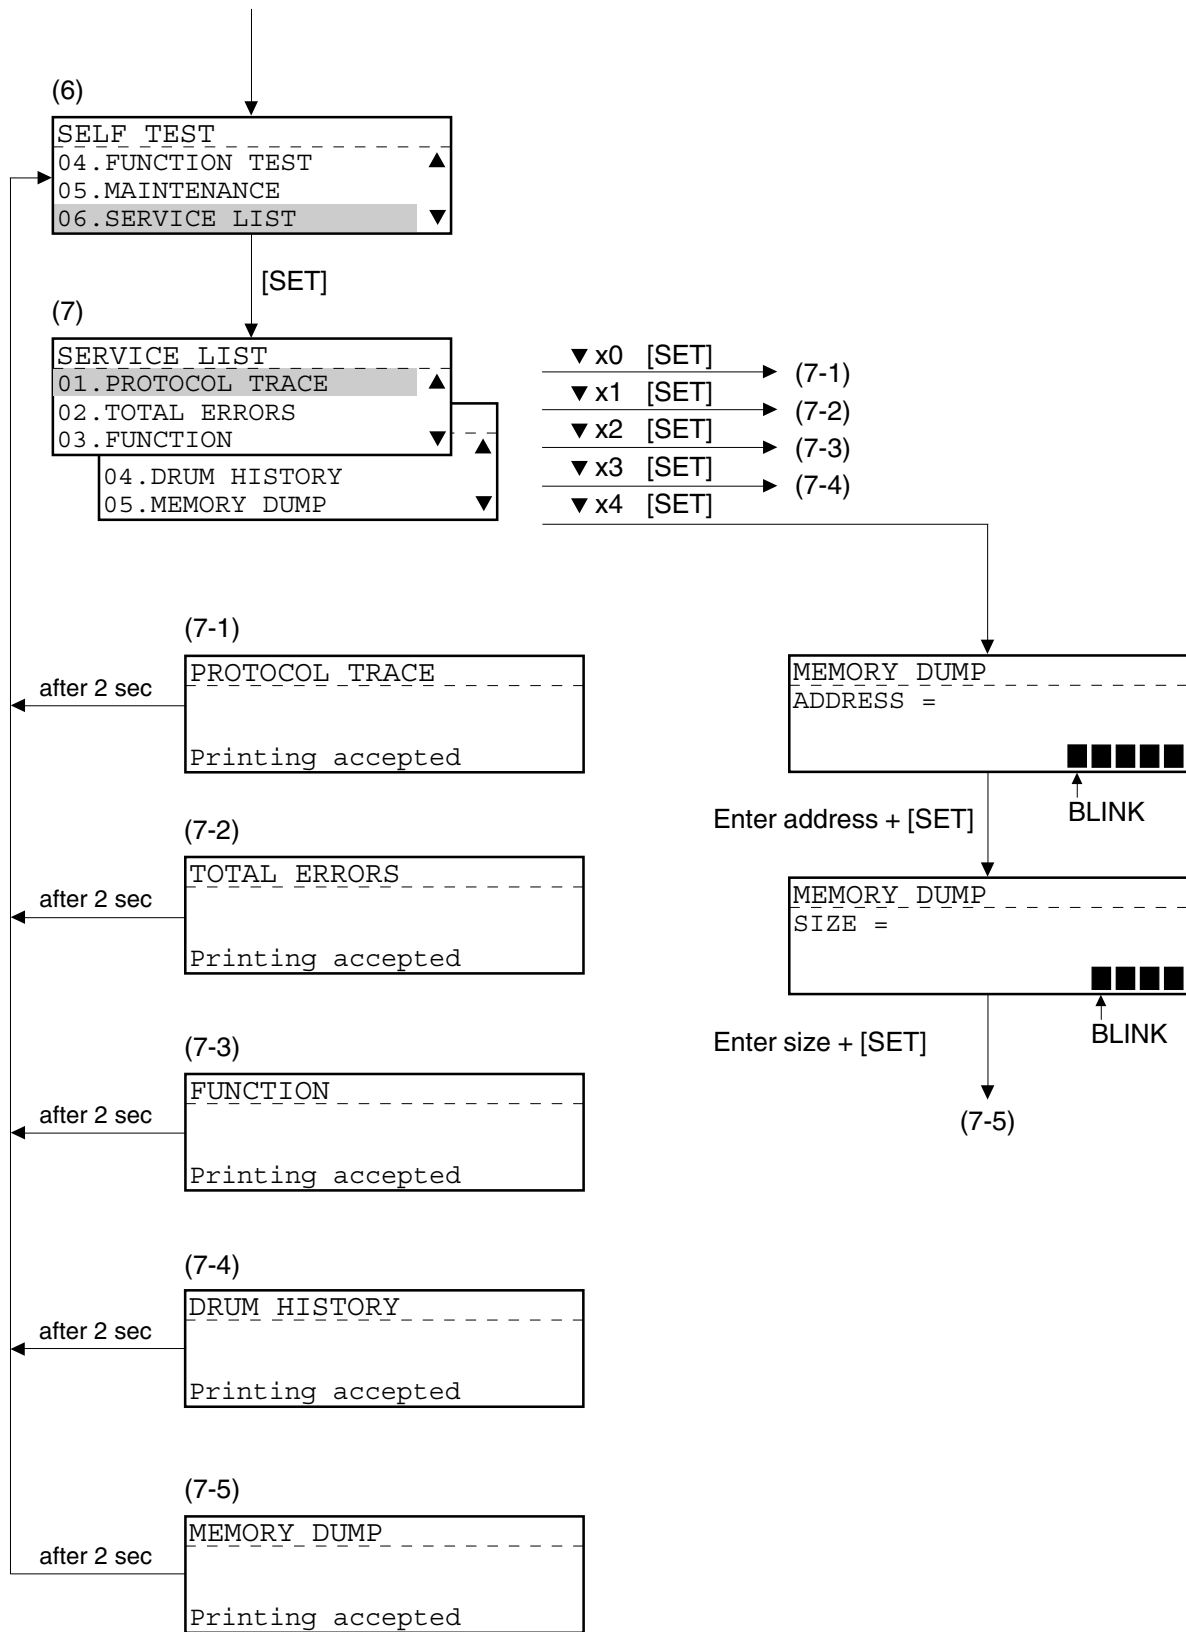 (6)
SELF TEST
04.FUNCTION TEST ▲
05.MAINTENANCE
06.SERVICE LIST ▼
[SET]
(7)
SERVICE LIST
01.PROTOCOL TRACE ▲
02.TOTAL ERRORS
03.FUNCTION ▼
▲
04.DRUM HISTORY
05.MEMORY DUMP ▼
▼ x0 [SET] (7-1)
▼ x1 [SET] (7-2)
▼ x2 [SET] (7-3)
▼ x3 [SET] (7-4)
▼ x4 [SET]
(7-1)
PROTOCOL TRACE
after 2 sec
Printing accepted
(7-2)
TOTAL ERRORS
after 2 sec
Printing accepted
(7-3)
FUNCTION
after 2 sec
Printing accepted
(7-4)
DRUM HISTORY
after 2 sec
Printing accepted
(7-5)
MEMORY DUMP
after 2 sec
Printing accepted
MEMORY DUMP
ADDRESS =
■■■■■
BLINK
Enter address + [SET]
MEMORY DUMP
SIZE =
■■■■
BLINK
Enter size + [SET]
(7-5)